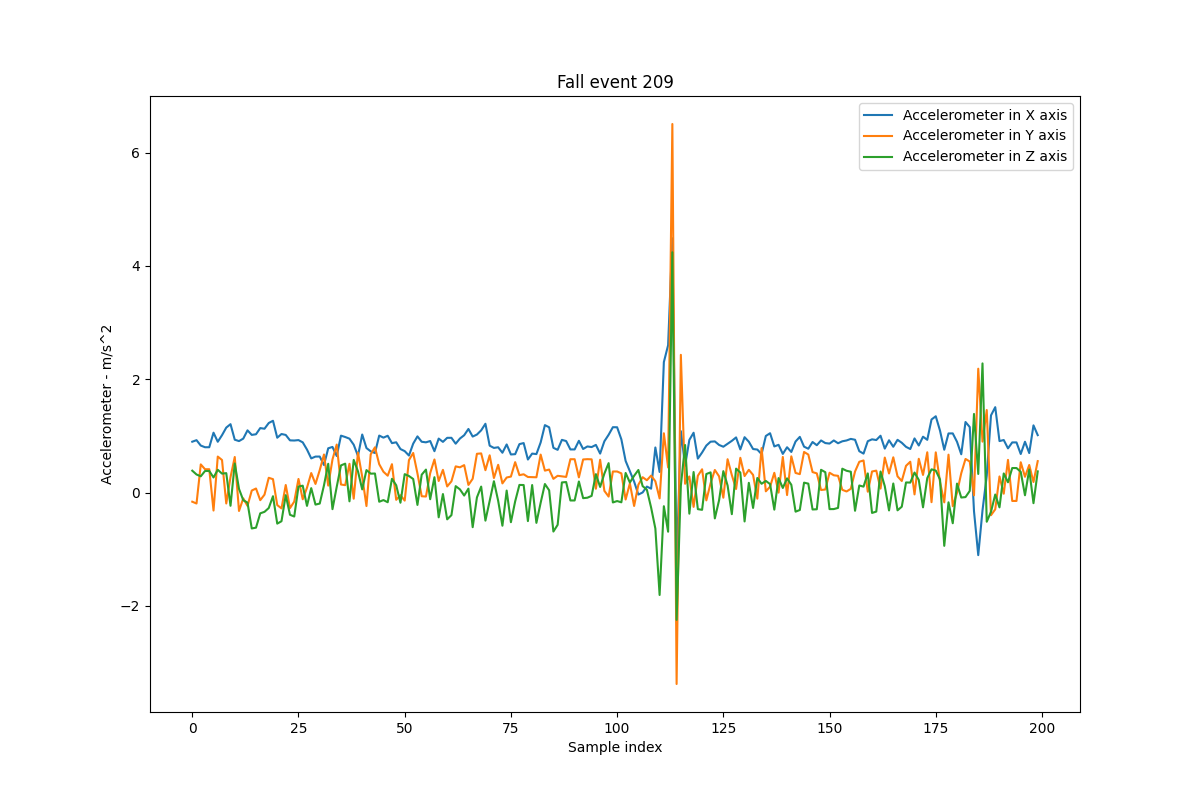 Fall event 209
Accelerometer in X axis
Accelerometer in Y axis
Accelerometer in Z axis
Accelerometer - m/s^2
6
4
2
0
−2
0 25 50 75 100 125 150 175 200
Sample index